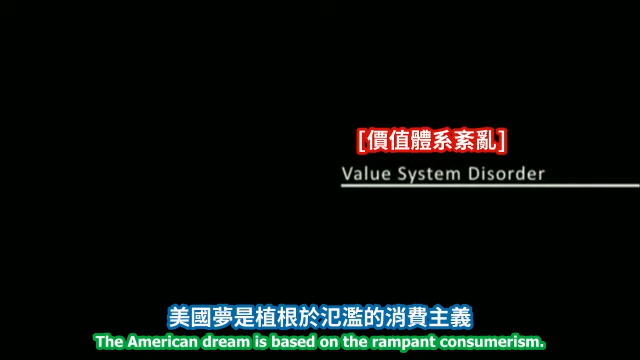 [價值體系紊亂]
Value System Disorder
美國夢是植根於氾濫的消費主義
The American dream is based on the rampant consumerism.